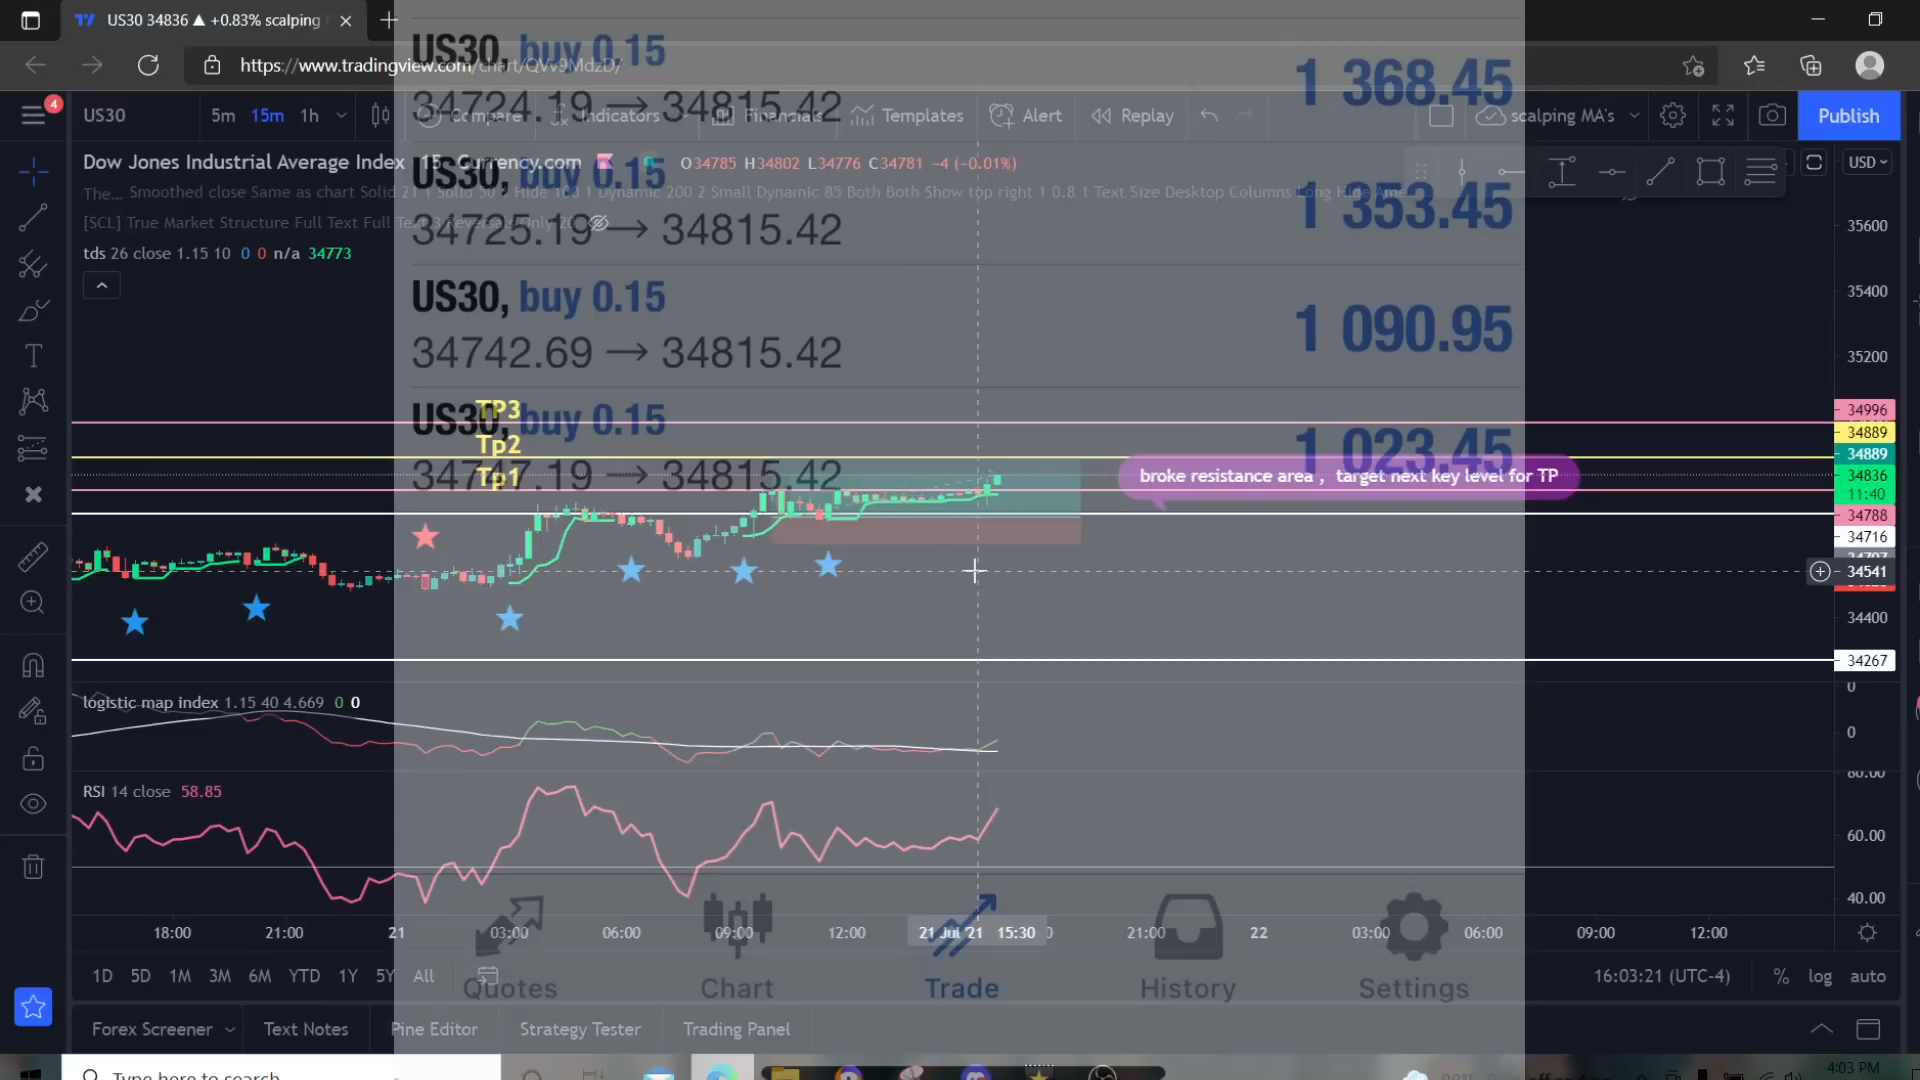 US30 34836 ▲ +0.83% scalping
https://www.tradingview.com/chart/QVv9MdzD/
4
US30
5m 15m 1h
Compare
Indicators
Financials
Templates
Alert
Replay
scalping MA's
Publish
Dow Jones Industrial Average Index 15 Currency.com
O34785 H34802 L34776 C34781 −4 (−0.01%)
USD
The... Smoothed close Same as chart Solid 21 1 Solid 50 2 Hide 100 1 Dynamic 200 2 Small Dynamic 85 Both Both Show top right 1 0.8 1 Text Size Desktop Columns Long Hide
[SCL] True Market Structure Full Text Full Text 3 Reversals Only 20
tds 26 close 1.15 10 0 0 n/a 34773
US30, buy 0.15
34724.19 → 34815.42
1 368.45
US30, buy 0.15
34725.19 → 34815.42
1 353.45
US30, buy 0.15
34742.69 → 34815.42
1 090.95
US30, buy 0.15
34747.19 → 34815.42
1 023.45
TP3
Tp2
Tp1
broke resistance area , target next key level for TP
35600
35400
35200
34996
34889
34889
34836
11:40
34788
34716
34541
34400
34267
logistic map index 1.15 40 4.669 0 0
0
0
RSI 14 close 58.85
80.00
60.00
40.00
18:00 21:00 21 03:00 06:00 09:00 12:00 21 Jul '21 15:30 21:00 22 03:00 06:00 09:00 12:00
1D 5D 1M 3M 6M YTD 1Y 5Y All
16:03:21 (UTC-4) % log auto
Quotes Chart Trade History Settings
Forex Screener Text Notes Pine Editor Strategy Tester Trading Panel
Type here to search
4:03 PM